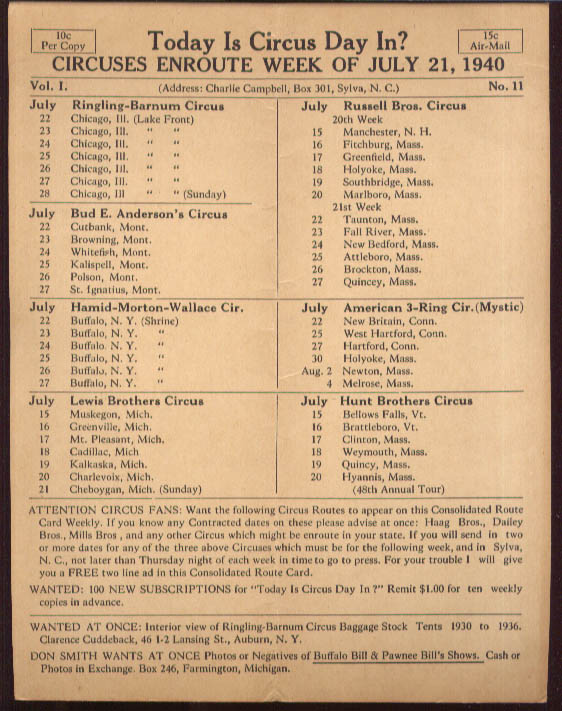 10c
Per Copy
Today Is Circus Day In?
15c
Air-Mail
CIRCUSES ENROUTE WEEK OF JULY 21, 1940
Vol. I. (Address: Charlie Campbell, Box 301, Sylva, N. C.) No. 11
July Ringling-Barnum Circus
22 Chicago, Ill. (Lake Front)
23 Chicago, Ill. " "
24 Chicago, Ill. " "
25 Chicago, Ill. " "
26 Chicago, Ill. " "
27 Chicago, Ill. " "
28 Chicago, Ill " " (Sunday)
July Bud E. Anderson's Circus
22 Cutbank, Mont.
23 Browning, Mont.
24 Whitefish, Mont.
25 Kalispell, Mont.
26 Polson, Mont.
27 St. Ignatius, Mont.
July Hamid-Morton-Wallace Cir.
22 Buffalo, N. Y. (Shrine)
23 Buffalo, N. Y. "
24 Buffalo, N. Y. "
25 Buffalo, N. Y. "
26 Buffalo, N. Y. "
27 Buffalo, N. Y. "
July Lewis Brothers Circus
15 Muskegon, Mich.
16 Greenville, Mich.
17 Mt. Pleasant, Mich.
18 Cadillac, Mich
19 Kalkaska, Mich.
20 Charlevoix, Mich.
21 Cheboygan, Mich. (Sunday)
July Russell Bros. Circus
20th Week
15 Manchester, N. H.
16 Fitchburg, Mass.
17 Greenfield, Mass.
18 Holyoke, Mass.
19 Southbridge, Mass.
20 Marlboro, Mass.
21st Week
22 Taunton, Mass.
23 Fall River, Mass.
24 New Bedford, Mass.
25 Attleboro, Mass.
26 Brockton, Mass.
27 Quincey, Mass.
July American 3-Ring Cir.(Mystic)
22 New Britain, Conn.
25 West Hartford, Conn.
27 Hartford, Conn.
30 Holyoke, Mass.
Aug. 2 Newton, Mass.
4 Melrose, Mass.
July Hunt Brothers Circus
15 Bellows Falls, Vt.
16 Brattleboro, Vt.
17 Clinton, Mass.
18 Weymouth, Mass.
19 Quincy, Mass.
20 Hyannis, Mass.
(48th Annual Tour)
ATTENTION CIRCUS FANS: Want the following Circus Routes to appear on this Consolidated Route
Card Weekly. If you know any Contracted dates on these please advise at once: Haag Bros., Dailey
Bros., Mills Bros , and any other Circus which might be enroute in your state. If you will send in two
or more dates for any of the three above Circuses which must be for the following week, and in Sylva,
N. C., not later than Thursday night of each week in time to go to press. For your trouble I will give
you a FREE two line ad in this Consolidated Route Card.
WANTED: 100 NEW SUBSCRIPTIONS for "Today Is Circus Day In?" Remit $1.00 for ten weekly
copies in advance.
WANTED AT ONCE: Interior view of Ringling-Barnum Circus Baggage Stock Tents 1930 to 1936.
Clarence Cuddeback, 46 1-2 Lansing St., Auburn, N. Y.
DON SMITH WANTS AT ONCE Photos or Negatives of Buffalo Bill & Pawnee Bill's Shows. Cash or
Photos in Exchange. Box 246, Farmington, Michigan.